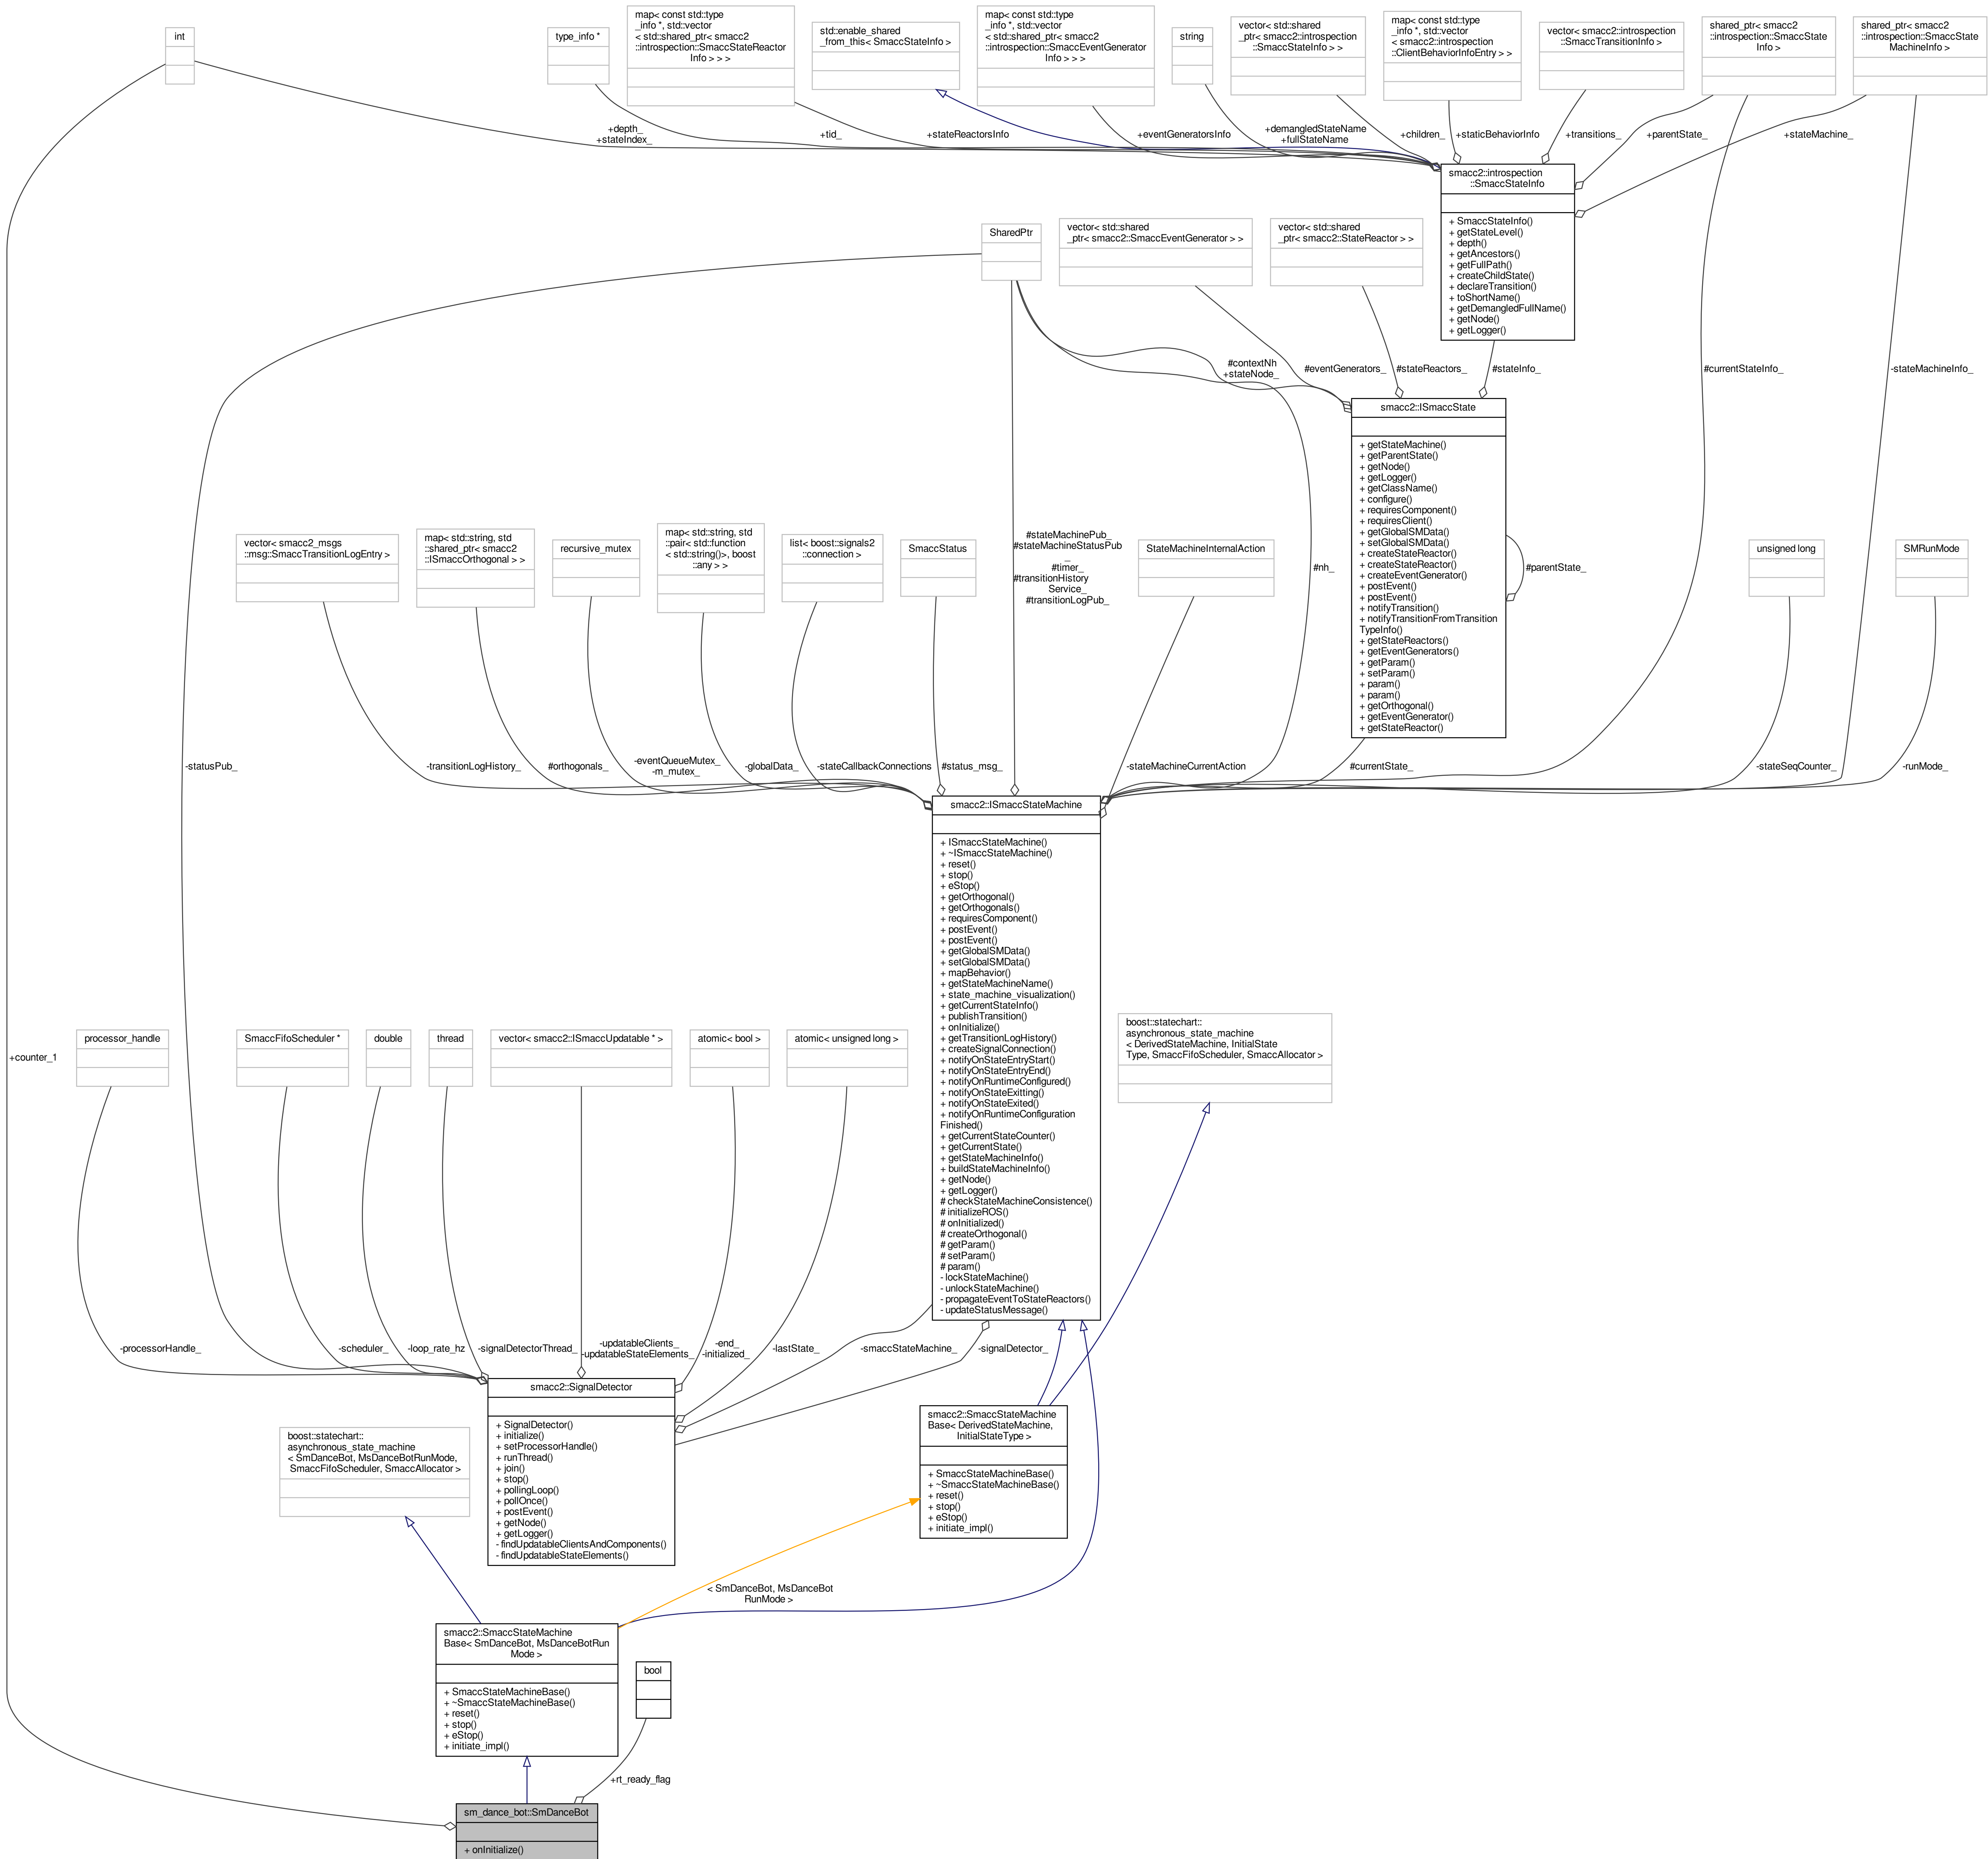 int
type_info *
map< const std::type
_info *, std::vector
< std::shared_ptr< smacc2
::introspection::SmaccStateReactor
Info > > >
std::enable_shared
_from_this< SmaccStateInfo >
map< const std::type
_info *, std::vector
< std::shared_ptr< smacc2
::introspection::SmaccEventGenerator
Info > > >
string
vector< std::shared
_ptr< smacc2::introspection
::SmaccStateInfo > >
map< const std::type
_info *, std::vector
< smacc2::introspection
::ClientBehaviorInfoEntry > >
vector< smacc2::introspection
::SmaccTransitionInfo >
shared_ptr< smacc2
::introspection::SmaccState
Info >
shared_ptr< smacc2
::introspection::SmaccState
MachineInfo >
+depth_
+stateIndex_
+tid_
+stateReactorsInfo
+eventGeneratorsInfo
+demangledStateName
+fullStateName
+children_
+staticBehaviorInfo
+transitions_
+parentState_
+stateMachine_
smacc2::introspection
::SmaccStateInfo
+ SmaccStateInfo()
+ getStateLevel()
+ depth()
+ getAncestors()
+ getFullPath()
+ createChildState()
+ declareTransition()
+ toShortName()
+ getDemangledFullName()
+ getNode()
+ getLogger()
SharedPtr
vector< std::shared
_ptr< smacc2::SmaccEventGenerator > >
vector< std::shared
_ptr< smacc2::StateReactor > >
#contextNh
+stateNode_
#eventGenerators_
#stateReactors_
#stateInfo_
#currentStateInfo_
-stateMachineInfo_
smacc2::ISmaccState
+ getStateMachine()
+ getParentState()
+ getNode()
+ getLogger()
+ getClassName()
+ configure()
+ requiresComponent()
+ requiresClient()
+ getGlobalSMData()
+ setGlobalSMData()
+ createStateReactor()
+ createStateReactor()
+ createEventGenerator()
+ postEvent()
+ postEvent()
+ notifyTransition()
+ notifyTransitionFromTransition
TypeInfo()
+ getStateReactors()
+ getEventGenerators()
+ getParam()
+ setParam()
+ param()
+ param()
+ getOrthogonal()
+ getEventGenerator()
+ getStateReactor()
#parentState_
vector< smacc2_msgs
::msg::SmaccTransitionLogEntry >
map< std::string, std
::shared_ptr< smacc2
::ISmaccOrthogonal > >
recursive_mutex
map< std::string, std
::pair< std::function
< std::string()>, boost
::any > >
list< boost::signals2
::connection >
SmaccStatus
#stateMachinePub_
#stateMachineStatusPub
_
#timer_
#transitionHistory
Service_
#transitionLogPub_
StateMachineInternalAction
#nh_
unsigned long
SMRunMode
-statusPub_
-transitionLogHistory_
#orthogonals_
-eventQueueMutex_
-m_mutex_
-globalData_
-stateCallbackConnections
#status_msg_
-stateMachineCurrentAction
#currentState_
-stateSeqCounter_
-runMode_
smacc2::ISmaccStateMachine
+ ISmaccStateMachine()
+ ~ISmaccStateMachine()
+ reset()
+ stop()
+ eStop()
+ getOrthogonal()
+ getOrthogonals()
+ requiresComponent()
+ postEvent()
+ postEvent()
+ getGlobalSMData()
+ setGlobalSMData()
+ mapBehavior()
+ getStateMachineName()
+ state_machine_visualization()
+ getCurrentStateInfo()
+ publishTransition()
+ onInitialize()
+ getTransitionLogHistory()
+ createSignalConnection()
+ notifyOnStateEntryStart()
+ notifyOnStateEntryEnd()
+ notifyOnRuntimeConfigured()
+ notifyOnStateExitting()
+ notifyOnStateExited()
+ notifyOnRuntimeConfiguration
Finished()
+ getCurrentStateCounter()
+ getCurrentState()
+ getStateMachineInfo()
+ buildStateMachineInfo()
+ getNode()
+ getLogger()
# checkStateMachineConsistence()
# initializeROS()
# onInitialized()
# createOrthogonal()
# getParam()
# setParam()
# param()
- lockStateMachine()
- unlockStateMachine()
- propagateEventToStateReactors()
- updateStatusMessage()
+counter_1
processor_handle
SmaccFifoScheduler *
double
thread
vector< smacc2::ISmaccUpdatable * >
atomic< bool >
atomic< unsigned long >
boost::statechart::
asynchronous_state_machine
< DerivedStateMachine, InitialState
Type, SmaccFifoScheduler, SmaccAllocator >
-processorHandle_
-scheduler_
-loop_rate_hz
-signalDetectorThread_
-updatableClients_
-updatableStateElements_
-end_
-initialized_
-lastState_
-smaccStateMachine_
-signalDetector_
smacc2::SignalDetector
+ SignalDetector()
+ initialize()
+ setProcessorHandle()
+ runThread()
+ join()
+ stop()
+ pollingLoop()
+ pollOnce()
+ postEvent()
+ getNode()
+ getLogger()
- findUpdatableClientsAndComponents()
- findUpdatableStateElements()
smacc2::SmaccStateMachine
Base< DerivedStateMachine,
InitialStateType >
+ SmaccStateMachineBase()
+ ~SmaccStateMachineBase()
+ reset()
+ stop()
+ eStop()
+ initiate_impl()
boost::statechart::
asynchronous_state_machine
< SmDanceBot, MsDanceBotRunMode,
SmaccFifoScheduler, SmaccAllocator >
< SmDanceBot, MsDanceBot
RunMode >
smacc2::SmaccStateMachine
Base< SmDanceBot, MsDanceBotRun
Mode >
+ SmaccStateMachineBase()
+ ~SmaccStateMachineBase()
+ reset()
+ stop()
+ eStop()
+ initiate_impl()
bool
+rt_ready_flag
sm_dance_bot::SmDanceBot
+ onInitialize()